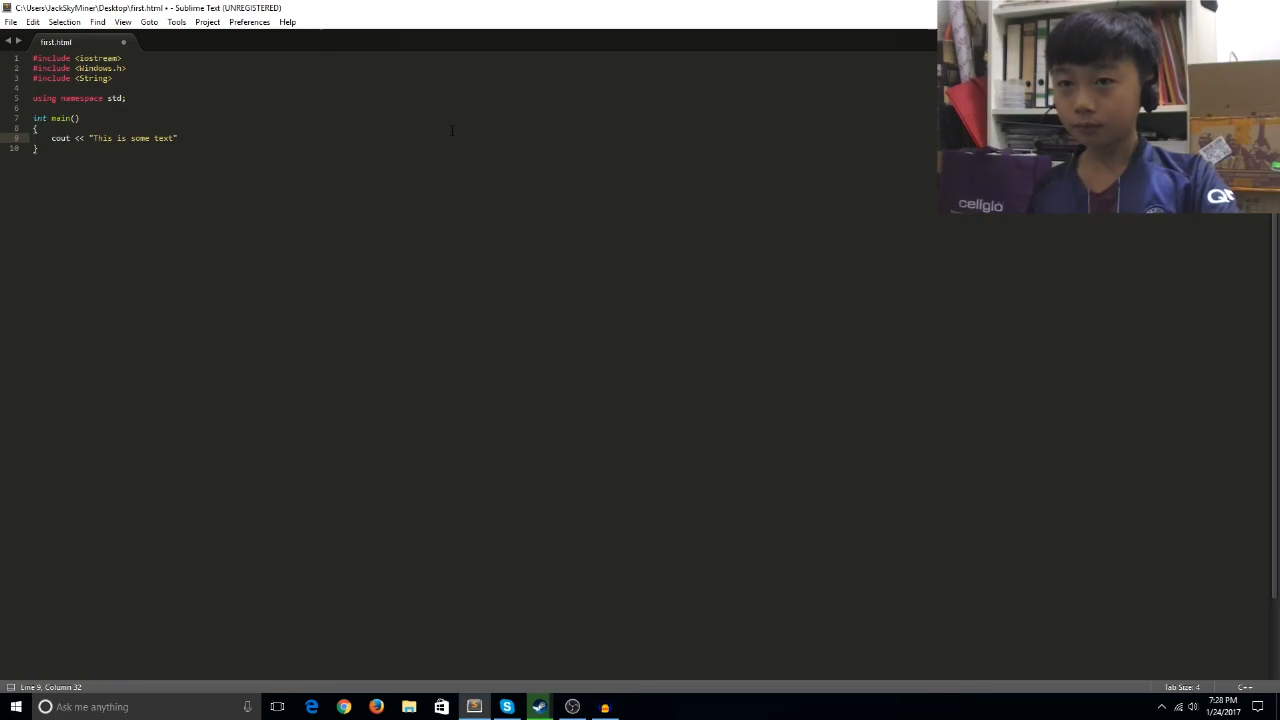 C:\Users\JackSkyMiner\Desktop\first.html • - Sublime Text (UNREGISTERED)
File Edit Selection Find View Goto Tools Project Preferences Help
first.html
1 #include <iostream>
2 #include <Windows.h>
3 #include <String>
4
5 using namespace std;
6
7 int main()
8 {
9 cout << "This is some text"
10 }
cellglo
Line 9, Column 32
Tab Size: 4
C++
Ask me anything
7:28 PM
1/24/2017